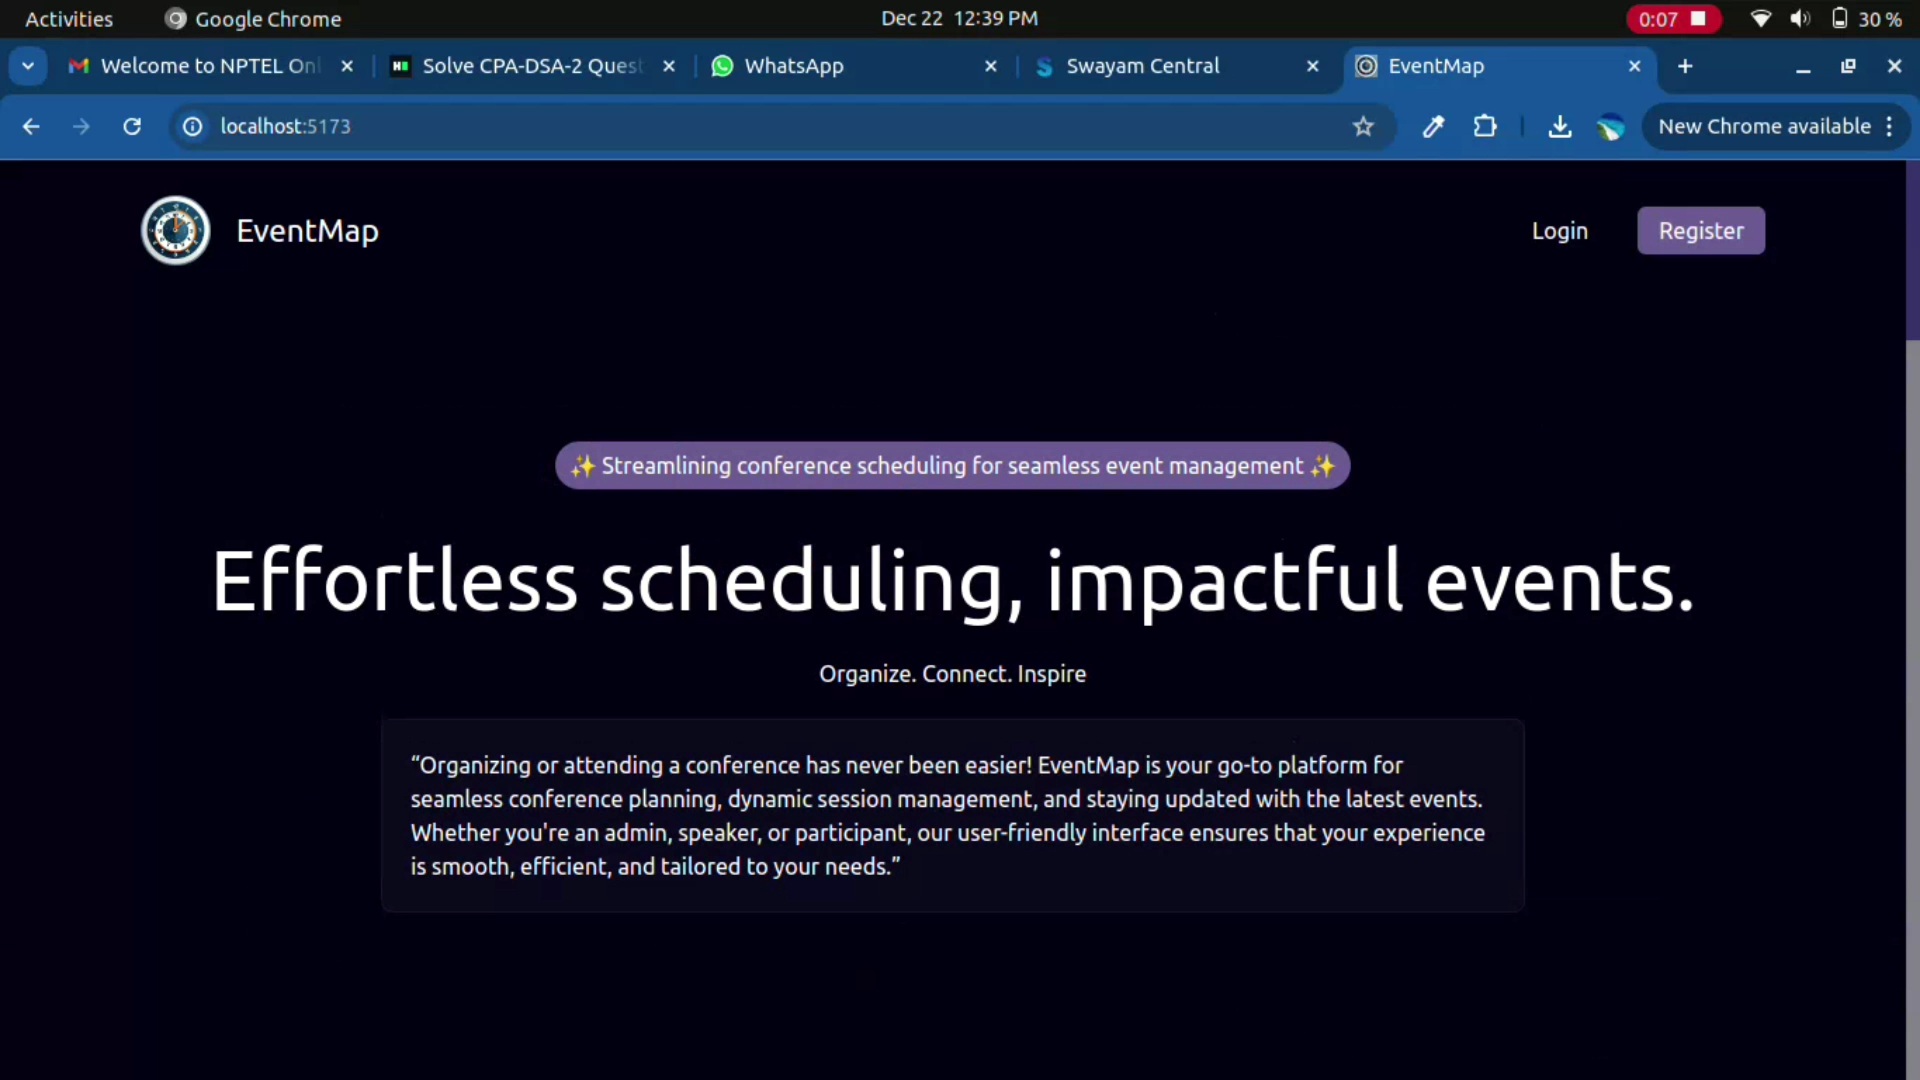 Activities Google Chrome Dec 22 12:39 PM 0:07 30 %
Welcome to NPTEL Onl Solve CPA-DSA-2 Quest WhatsApp Swayam Central EventMap
localhost:5173 New Chrome available
EventMap Login Register
✨ Streamlining conference scheduling for seamless event management ✨
Effortless scheduling, impactful events.
Organize. Connect. Inspire
“Organizing or attending a conference has never been easier! EventMap is your go-to platform for
seamless conference planning, dynamic session management, and staying updated with the latest events.
Whether you're an admin, speaker, or participant, our user-friendly interface ensures that your experience
is smooth, efficient, and tailored to your needs.”